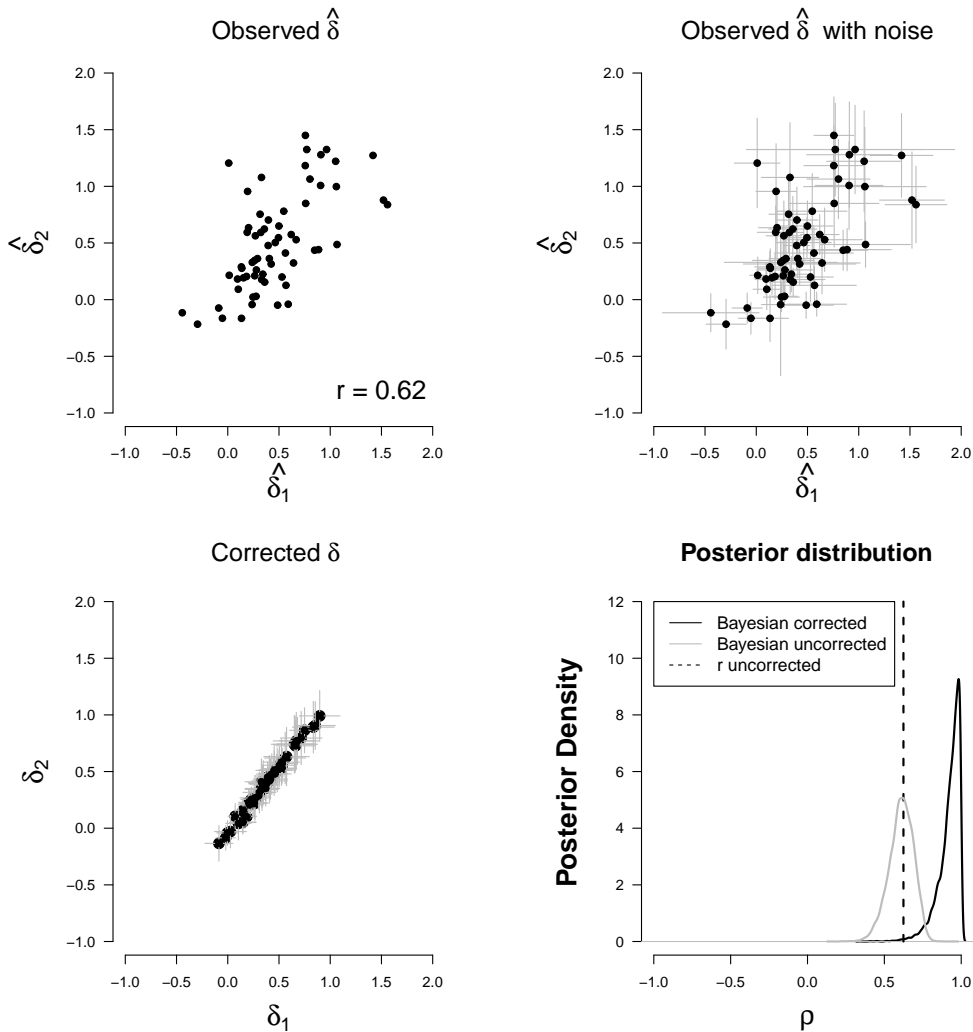 Observed δ̂
2.0
1.5
1.0
0.5
0.0
−0.5
−1.0
δ̂₂
r = 0.62
−1.0 −0.5 0.0 0.5 1.0 1.5 2.0
δ̂₁
Observed δ̂ with noise
2.0
1.5
1.0
0.5
0.0
−0.5
−1.0
δ̂₂
−1.0 −0.5 0.0 0.5 1.0 1.5 2.0
δ̂₁
Corrected δ
2.0
1.5
1.0
0.5
0.0
−0.5
−1.0
δ₂
−1.0 −0.5 0.0 0.5 1.0 1.5 2.0
δ₁
Posterior distribution
12
10
8
6
4
2
0
Posterior Density
Bayesian corrected
Bayesian uncorrected
r uncorrected
−1.0 −0.5 0.0 0.5 1.0
ρ